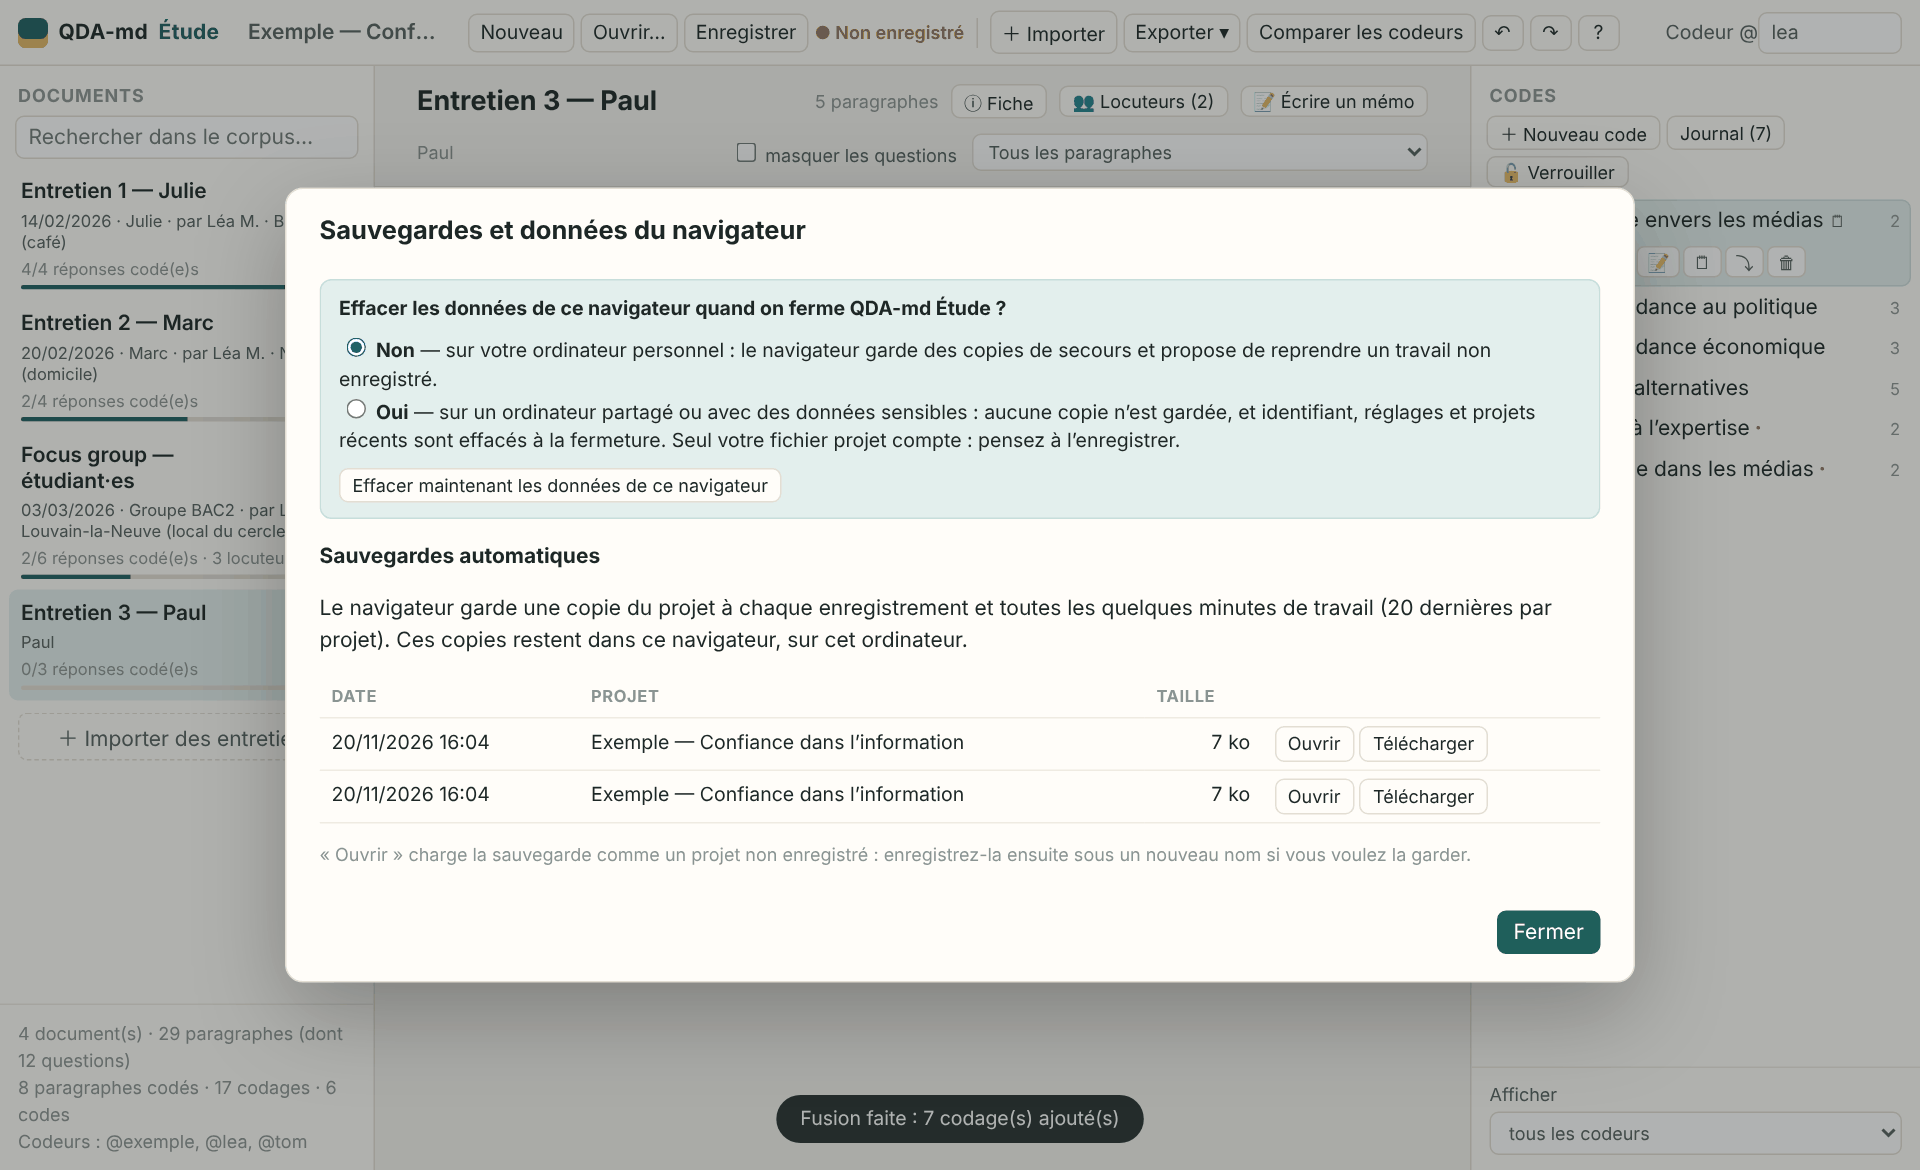 QDA-md Étude
Exemple — Conf…
Nouveau
Ouvrir…
Enregistrer
Non enregistré
+ Importer
Exporter ▾
Comparer les codeurs
↶
↷
?
Codeur @
lea
DOCUMENTS
Rechercher dans le corpus…
Entretien 1 — Julie
14/02/2026 · Julie · par Léa M. · B
(café)
4/4 réponses codé(e)s
Entretien 2 — Marc
20/02/2026 · Marc · par Léa M. · N
(domicile)
2/4 réponses codé(e)s
Focus group —
étudiant·es
03/03/2026 · Groupe BAC2 · par L
Louvain-la-Neuve (local du cercle
2/6 réponses codé(e)s · 3 locuteu
Entretien 3 — Paul
Paul
0/3 réponses codé(e)s
+ Importer des entretie
4 document(s) · 29 paragraphes (dont
12 questions)
8 paragraphes codés · 17 codages · 6
codes
Codeurs : @exemple, @lea, @tom
Entretien 3 — Paul
5 paragraphes
ⓘ Fiche
👥 Locuteurs (2)
📝 Écrire un mémo
Paul
masquer les questions
Tous les paragraphes
Sauvegardes et données du navigateur
Effacer les données de ce navigateur quand on ferme QDA-md Étude ?
Non — sur votre ordinateur personnel : le navigateur garde des copies de secours et propose de reprendre un travail non
enregistré.
Oui — sur un ordinateur partagé ou avec des données sensibles : aucune copie n’est gardée, et identifiant, réglages et projets
récents sont effacés à la fermeture. Seul votre fichier projet compte : pensez à l’enregistrer.
Effacer maintenant les données de ce navigateur
Sauvegardes automatiques
Le navigateur garde une copie du projet à chaque enregistrement et toutes les quelques minutes de travail (20 dernières par
projet). Ces copies restent dans ce navigateur, sur cet ordinateur.
DATE PROJET TAILLE
20/11/2026 16:04 Exemple — Confiance dans l’information 7 ko Ouvrir Télécharger
20/11/2026 16:04 Exemple — Confiance dans l’information 7 ko Ouvrir Télécharger
« Ouvrir » charge la sauvegarde comme un projet non enregistré : enregistrez-la ensuite sous un nouveau nom si vous voulez la garder.
Fermer
Fusion faite : 7 codage(s) ajouté(s)
CODES
+ Nouveau code
Journal (7)
🔓 Verrouiller
e envers les médias 2
dance au politique 3
dance économique 3
alternatives 5
à l’expertise · 2
e dans les médias · 2
Afficher
tous les codeurs